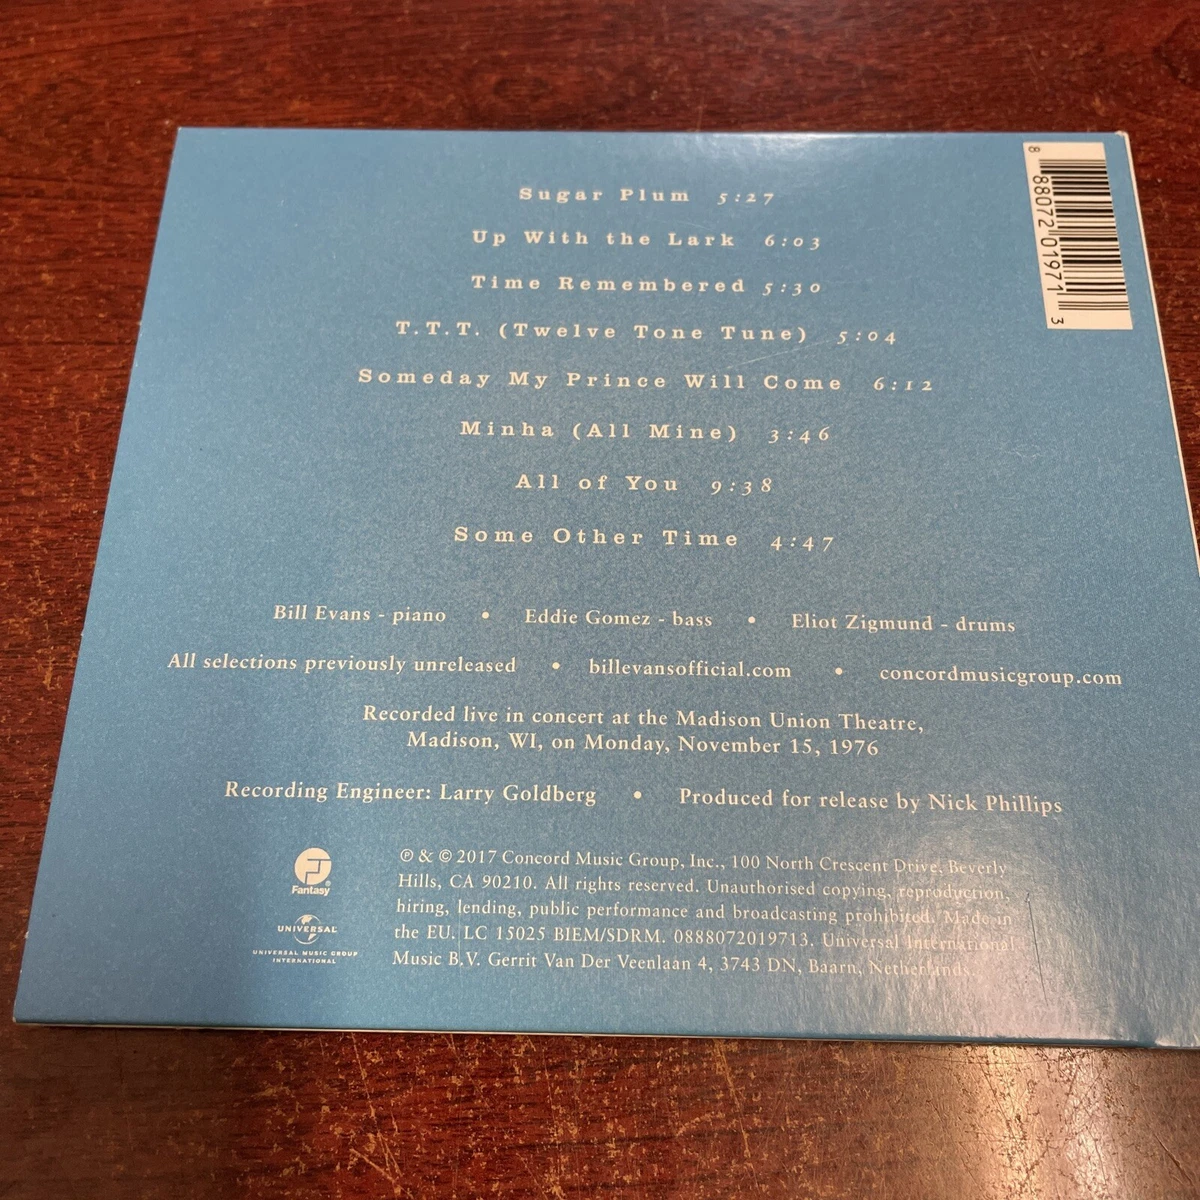 Sugar Plum 5:27
Up With the Lark 6:03
Time Remembered 5:30
T.T.T. (Twelve Tone Tune) 5:04
Someday My Prince Will Come 6:12
Minha (All Mine) 3:46
All of You 9:38
Some Other Time 4:47
8 88072 01971 3
Bill Evans - piano • Eddie Gomez - bass • Eliot Zigmund - drums
All selections previously unreleased • billevansofficial.com • concordmusicgroup.com
Recorded live in concert at the Madison Union Theatre,
Madison, WI, on Monday, November 15, 1976
Recording Engineer: Larry Goldberg • Produced for release by Nick Phillips
Fantasy®
UNIVERSAL
UNIVERSAL MUSIC GROUP
INTERNATIONAL
℗ & © 2017 Concord Music Group, Inc., 100 North Crescent Drive, Beverly
Hills, CA 90210. All rights reserved. Unauthorised copying, reproduction,
hiring, lending, public performance and broadcasting prohibited. Made in
the EU. LC 15025 BIEM/SDRM. 0888072019713. Universal International
Music B.V. Gerrit Van Der Veenlaan 4, 3743 DN, Baarn, Netherlands.